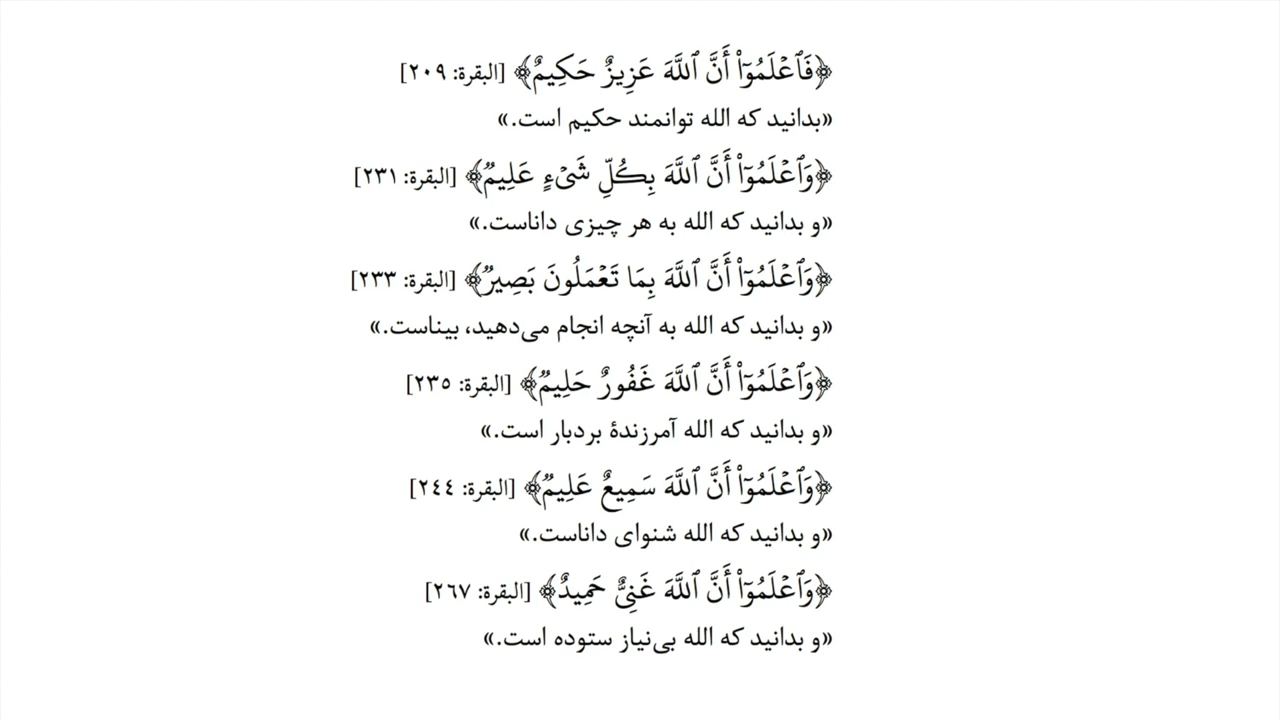 ﴿فَٱعۡلَمُوٓاْ أَنَّ ٱللَّهَ عَزِيزٌ حَكِيمٌ﴾ [البقرة: ٢٠٩]
«بدانید که الله توانمند حکیم است.»
﴿وَٱعۡلَمُوٓاْ أَنَّ ٱللَّهَ بِكُلِّ شَيۡءٍ عَلِيمٞ﴾ [البقرة: ٢٣١]
«و بدانید که الله به هر چیزی داناست.»
﴿وَٱعۡلَمُوٓاْ أَنَّ ٱللَّهَ بِمَا تَعۡمَلُونَ بَصِيرٞ﴾ [البقرة: ٢٣٣]
«و بدانید که الله به آنچه انجام می‌دهید، بیناست.»
﴿وَٱعۡلَمُوٓاْ أَنَّ ٱللَّهَ غَفُورٌ حَلِيمٞ﴾ [البقرة: ٢٣٥]
«و بدانید که الله آمرزندهٔ بردبار است.»
﴿وَٱعۡلَمُوٓاْ أَنَّ ٱللَّهَ سَمِيعٌ عَلِيمٞ﴾ [البقرة: ٢٤٤]
«و بدانید که الله شنوای داناست.»
﴿وَٱعۡلَمُوٓاْ أَنَّ ٱللَّهَ غَنِيٌّ حَمِيدٌ﴾ [البقرة: ٢٦٧]
«و بدانید که الله بی‌نیاز ستوده است.»